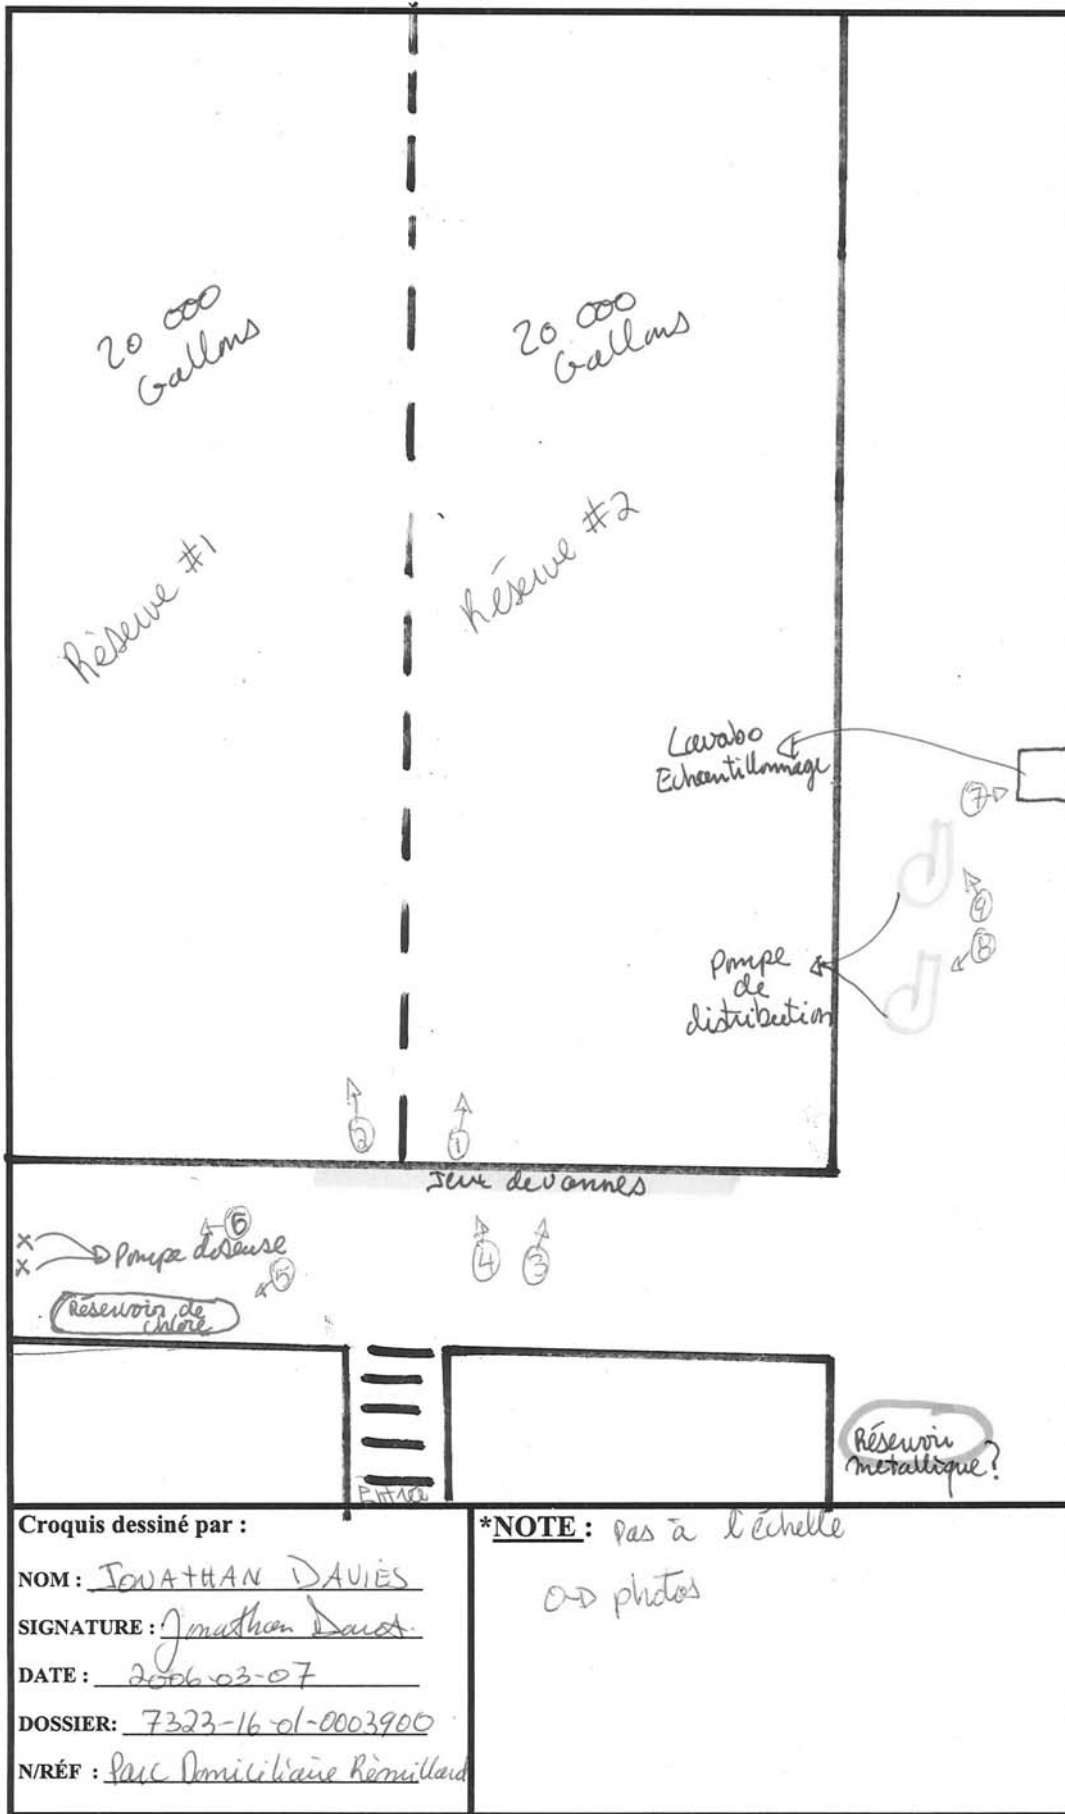 20 000
Gallons
20 000
Gallons
Réserve #1
Réserve #2
Lavabo
Echantillonnage
7
9
8
Pompe
de
distribution
2
1
Jeux de vannes
6
Pompe doseuse
4
3
5
Réservoir de
chlore
Réservoir
métallique?
Entrée
Croquis dessiné par :
NOM : JONATHAN DAVIES
SIGNATURE : Jonathan
DATE : 2006-03-07
DOSSIER: 7323-16-01-0003900
N/RÉF : Parc Domiciliaire Rémillard
*NOTE : Pas à l'échelle
photos